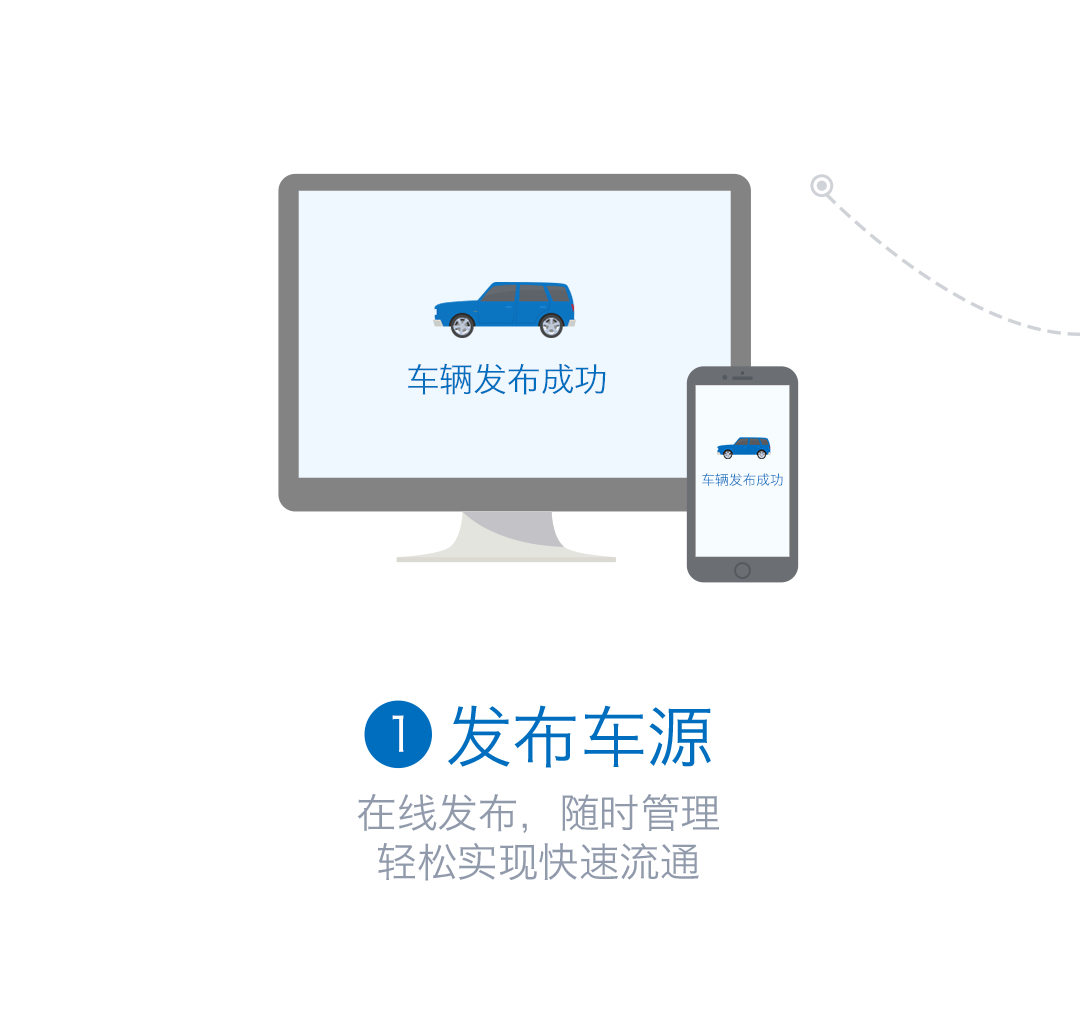 车辆发布成功
车辆发布成功
1 发布车源
在线发布，随时管理
轻松实现快速流通